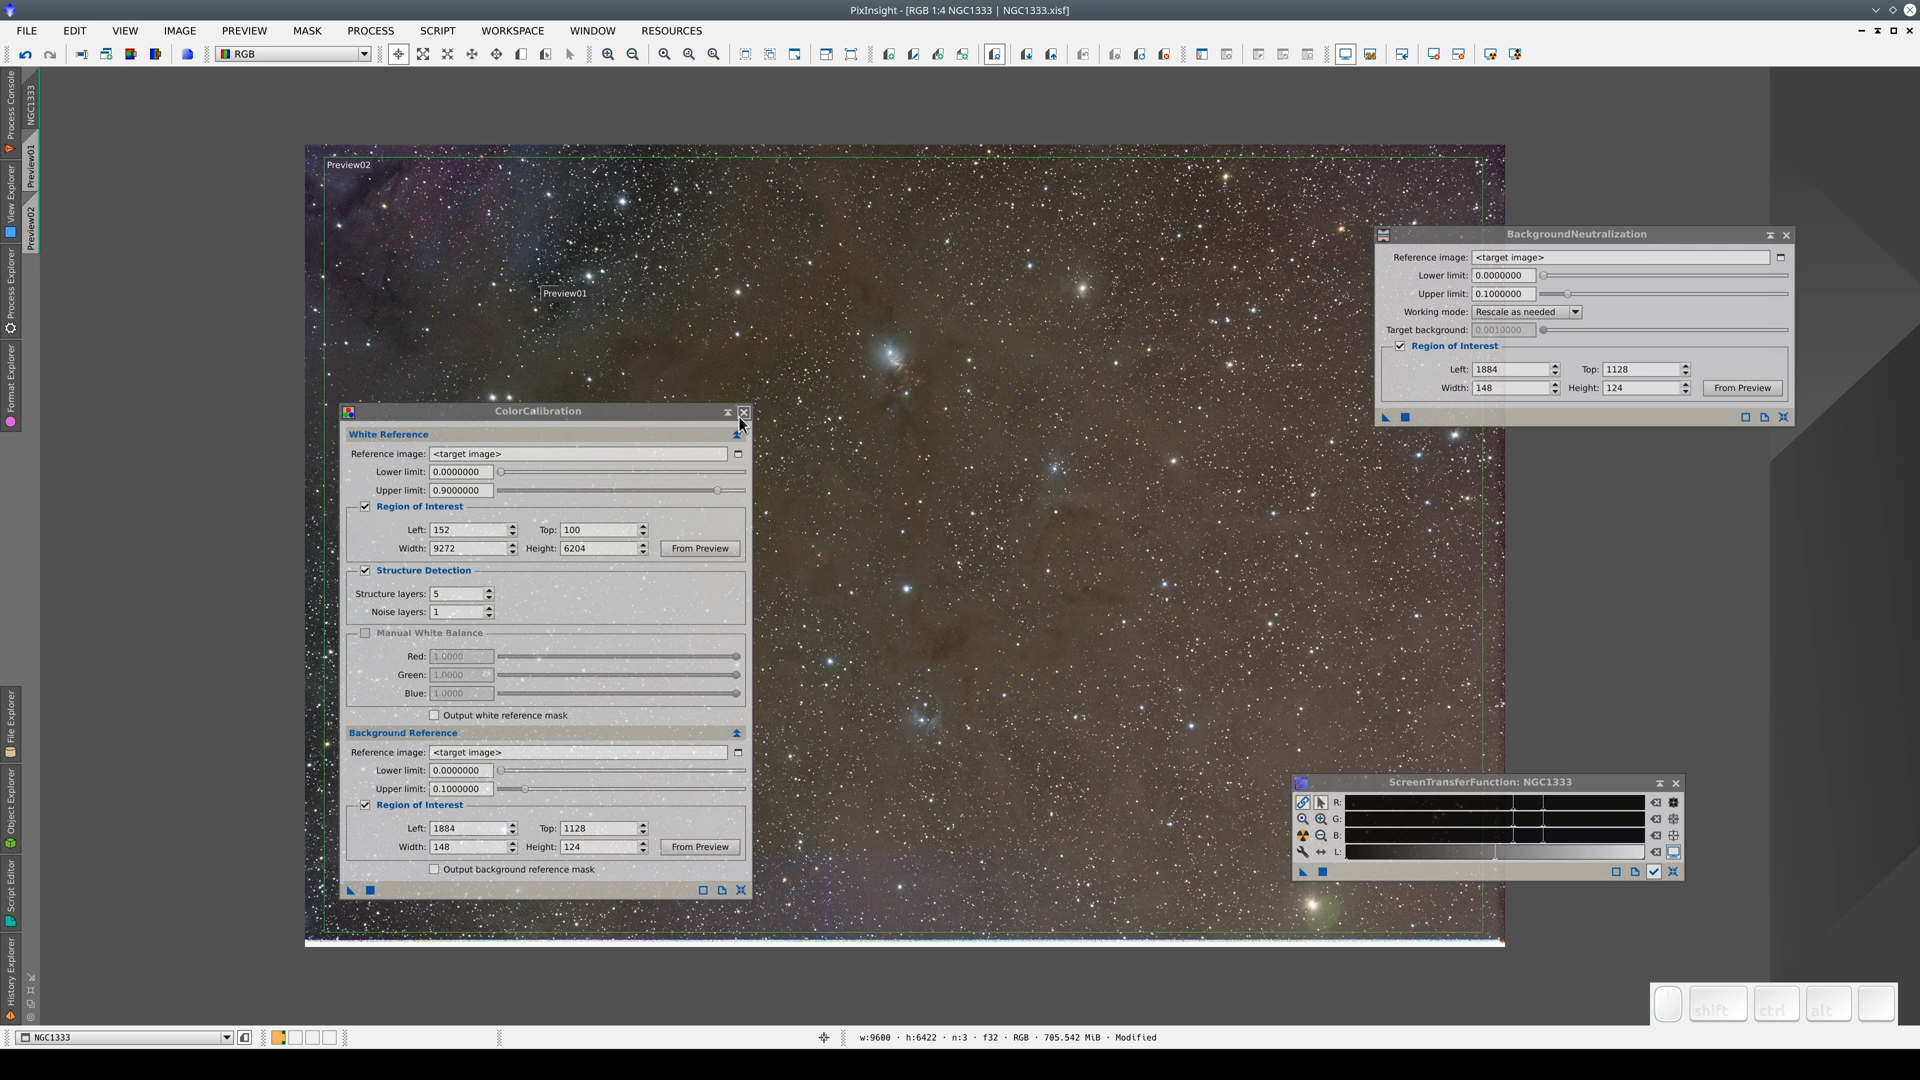 PixInsight - [RGB 1:4 NGC1333 | NGC1333.xisf]
FILE EDIT VIEW IMAGE PREVIEW MASK PROCESS SCRIPT WORKSPACE WINDOW RESOURCES
RGB
Process Console
View Explorer
Process Explorer
Format Explorer
File Explorer
Object Explorer
Script Editor
History Explorer
NGC1333
Preview01
Preview02
Preview02
Preview01
BackgroundNeutralization
Reference image: <target image>
Lower limit: 0.0000000
Upper limit: 0.1000000
Working mode: Rescale as needed
Target background: 0.0010000
Region of Interest
Left: 1884 Top: 1128
Width: 148 Height: 124 From Preview
ColorCalibration
White Reference
Reference image: <target image>
Lower limit: 0.0000000
Upper limit: 0.9000000
Region of Interest
Left: 152 Top: 100
Width: 9272 Height: 6204 From Preview
Structure Detection
Structure layers: 5
Noise layers: 1
Manual White Balance
Red: 1.0000
Green: 1.0000
Blue: 1.0000
Output white reference mask
Background Reference
Reference image: <target image>
Lower limit: 0.0000000
Upper limit: 0.1000000
Region of Interest
Left: 1884 Top: 1128
Width: 148 Height: 124 From Preview
Output background reference mask
ScreenTransferFunction: NGC1333
R:
G:
B:
L:
shift ctrl alt
NGC1333
w:9600 · h:6422 · n:3 · f32 · RGB · 705.542 MiB · Modified